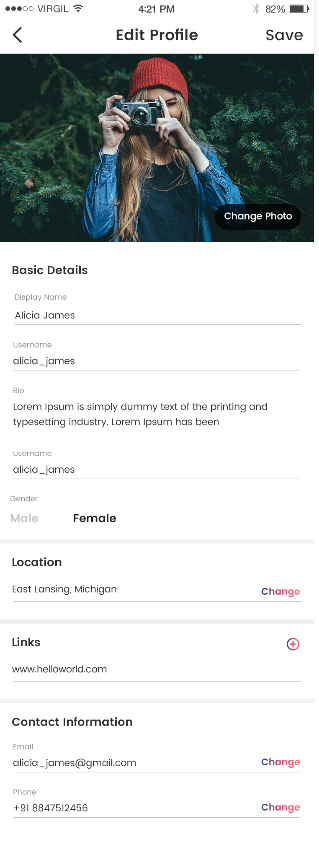 VIRGIL 4:21 PM 82%
Edit Profile Save
Change Photo
Basic Details
Display Name
Alicia James
Username
alicia_james
Bio
Lorem Ipsum is simply dummy text of the printing and
typesetting industry. Lorem Ipsum has been
Username
alicia_james
Gender
Male Female
Location
East Lansing, Michigan Change
Links
www.helloworld.com
Contact Information
Email
alicia_james@gmail.com Change
Phone
+91 8847512456 Change